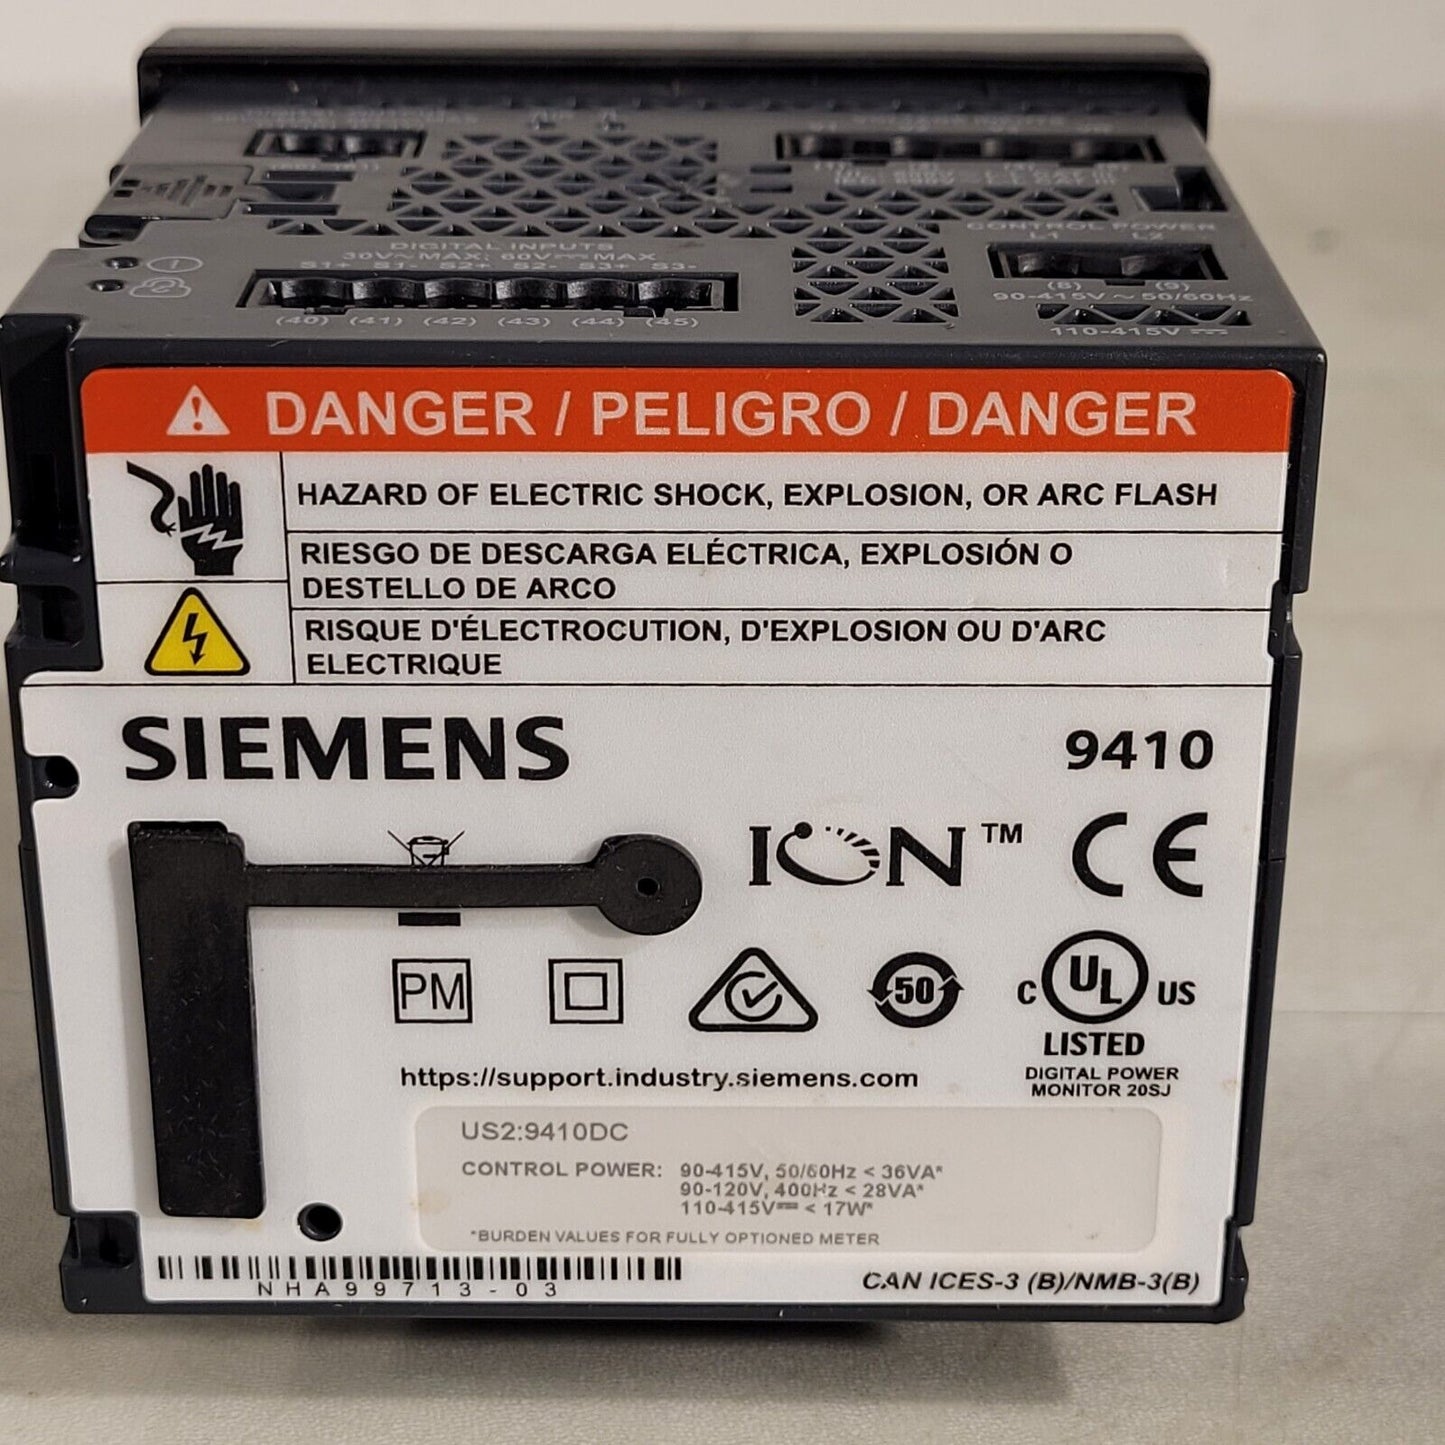 DIGITAL INPUTS
30V~MAX; 60V⎓MAX
S1+ S1- S2+ S2- S3+ S3-
(40) (41) (42) (43) (44) (45)
CONTROL POWER
L1 L2
(8) (9)
90-415V ~ 50/60Hz
110-415V ⎓
DANGER / PELIGRO / DANGER
HAZARD OF ELECTRIC SHOCK, EXPLOSION, OR ARC FLASH
RIESGO DE DESCARGA ELÉCTRICA, EXPLOSIÓN O
DESTELLO DE ARCO
RISQUE D'ÉLECTROCUTION, D'EXPLOSION OU D'ARC
ELECTRIQUE
SIEMENS
9410
ION™
CE
PM
50
C UL US
LISTED
DIGITAL POWER
MONITOR 20SJ
https://support.industry.siemens.com
US2:9410DC
CONTROL POWER: 90-415V, 50/60Hz < 36VA*
90-120V, 400Hz < 28VA*
110-415V⎓ < 17W*
*BURDEN VALUES FOR FULLY OPTIONED METER
NHA99713-03
CAN ICES-3 (B)/NMB-3(B)